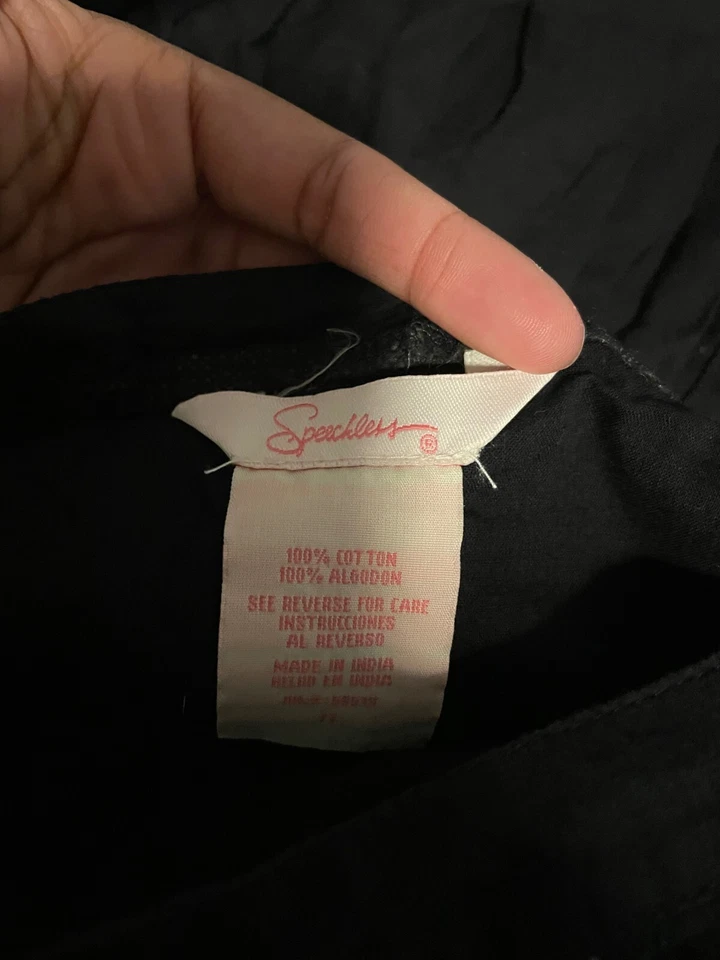 Speechless ®
100% COTTON
100% ALGODON
SEE REVERSE FOR CARE
INSTRUCCIONES
AL REVERSO
MADE IN INDIA
HECHO EN INDIA